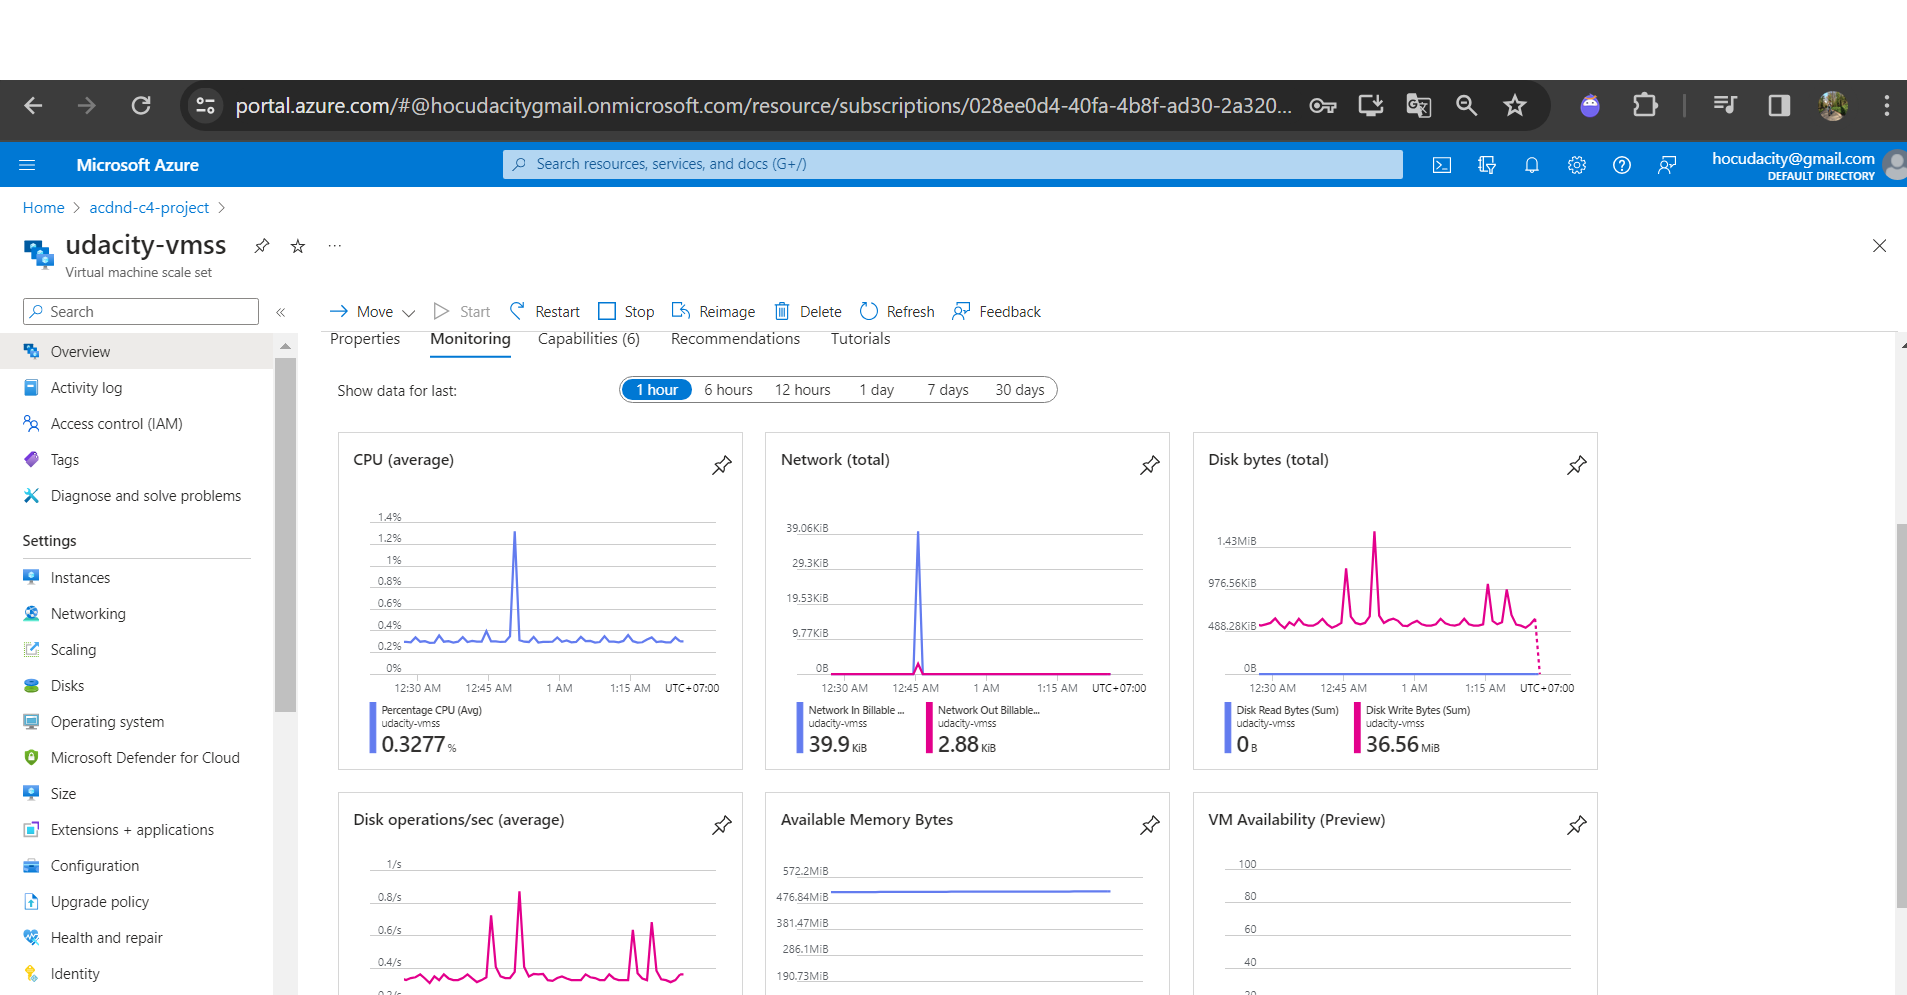 portal.azure.com/#@hocudacitygmail.onmicrosoft.com/resource/subscriptions/028ee0d4-40fa-4b8f-ad30-2a320...
Microsoft Azure
Search resources, services, and docs (G+/)
hocudacity@gmail.com
DEFAULT DIRECTORY
Home > acdnd-c4-project >
udacity-vmss
Virtual machine scale set
Search
Overview
Activity log
Access control (IAM)
Tags
Diagnose and solve problems
Settings
Instances
Networking
Scaling
Disks
Operating system
Microsoft Defender for Cloud
Size
Extensions + applications
Configuration
Upgrade policy
Health and repair
Identity
Move Start Restart Stop Reimage Delete Refresh Feedback
Properties Monitoring Capabilities (6) Recommendations Tutorials
Show data for last: 1 hour 6 hours 12 hours 1 day 7 days 30 days
CPU (average)
1.4%
1.2%
1%
0.8%
0.6%
0.4%
0.2%
0%
12:30 AM 12:45 AM 1 AM 1:15 AM UTC+07:00
Percentage CPU (Avg)
udacity-vmss
0.3277 %
Network (total)
39.06KiB
29.3KiB
19.53KiB
9.77KiB
0B
12:30 AM 12:45 AM 1 AM 1:15 AM UTC+07:00
Network In Billable ...
udacity-vmss
39.9 KiB
Network Out Billable...
udacity-vmss
2.88 KiB
Disk bytes (total)
1.43MiB
976.56KiB
488.28KiB
0B
12:30 AM 12:45 AM 1 AM 1:15 AM UTC+07:00
Disk Read Bytes (Sum)
udacity-vmss
0 B
Disk Write Bytes (Sum)
udacity-vmss
36.56 MiB
Disk operations/sec (average)
1/s
0.8/s
0.6/s
0.4/s
Available Memory Bytes
572.2MiB
476.84MiB
381.47MiB
286.1MiB
190.73MiB
VM Availability (Preview)
100
80
60
40